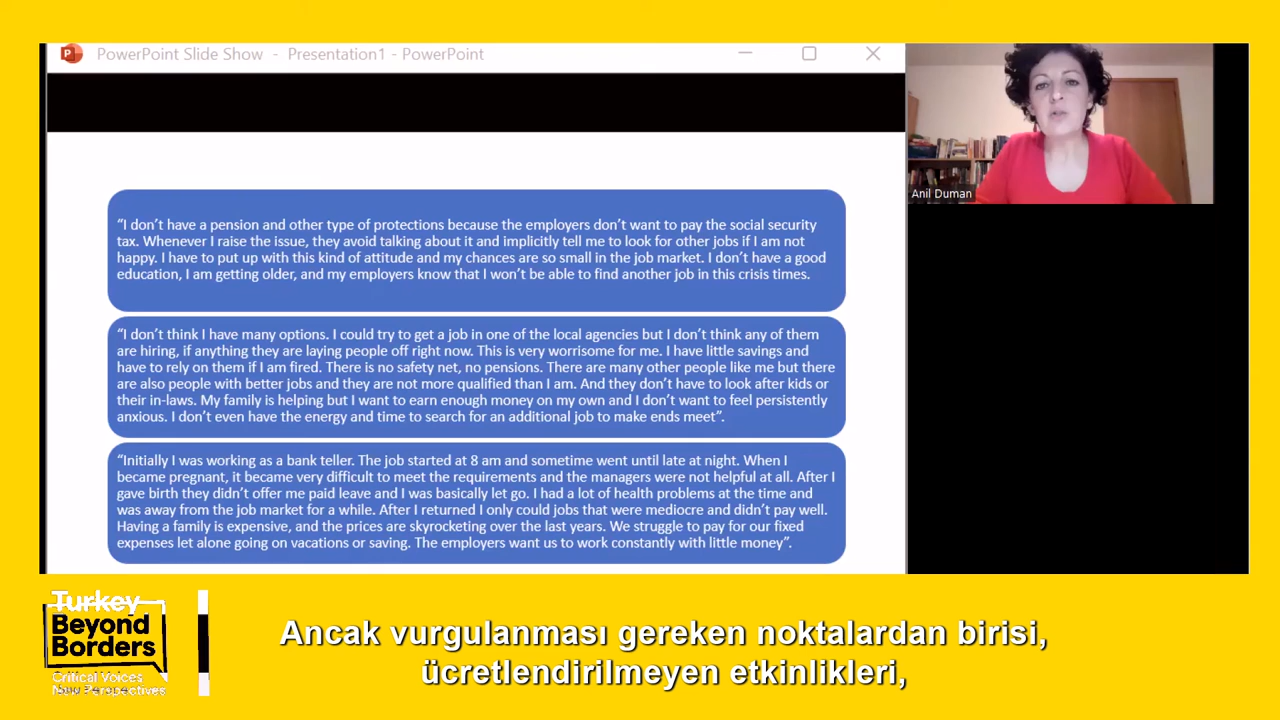 PowerPoint Slide Show - Presentation1 - PowerPoint
Anil Duman
“I don’t have a pension and other type of protections because the employers don’t want to pay the social security
tax. Whenever I raise the issue, they avoid talking about it and implicitly tell me to look for other jobs if I am not
happy. I have to put up with this kind of attitude and my chances are so small in the job market. I don’t have a good
education, I am getting older, and my employers know that I won’t be able to find another job in this crisis times.
“I don’t think I have many options. I could try to get a job in one of the local agencies but I don’t think any of them
are hiring, if anything they are laying people off right now. This is very worrisome for me. I have little savings and
have to rely on them if I am fired. There is no safety net, no pensions. There are many other people like me but there
are also people with better jobs and they are not more qualified than I am. And they don’t have to look after kids or
their in-laws. My family is helping but I want to earn enough money on my own and I don’t want to feel persistently
anxious. I don’t even have the energy and time to search for an additional job to make ends meet”.
“Initially I was working as a bank teller. The job started at 8 am and sometime went until late at night. When I
became pregnant, it became very difficult to meet the requirements and the managers were not helpful at all. After I
gave birth they didn’t offer me paid leave and I was basically let go. I had a lot of health problems at the time and
was away from the job market for a while. After I returned I only could jobs that were mediocre and didn’t pay well.
Having a family is expensive, and the prices are skyrocketing over the last years. We struggle to pay for our fixed
expenses let alone going on vacations or saving. The employers want us to work constantly with little money”.
Turkey
Beyond
Borders
Critical Voices
New Perspectives
Ancak vurgulanması gereken noktalardan birisi,
ücretlendirilmeyen etkinlikleri,